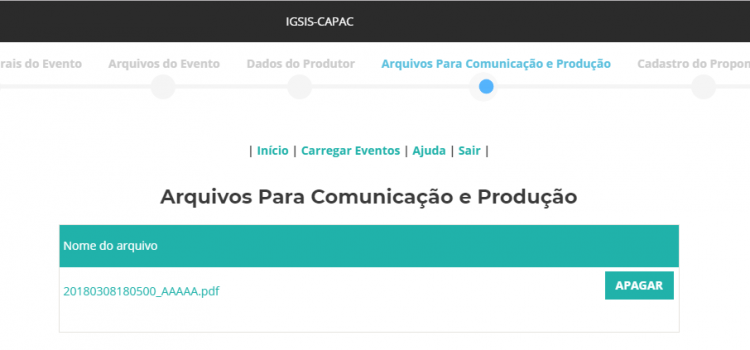 IGSIS-CAPAC
rais do Evento Arquivos do Evento Dados do Produtor Arquivos Para Comunicação e Produção Cadastro do Propon
| Início | Carregar Eventos | Ajuda | Sair |
Arquivos Para Comunicação e Produção
Nome do arquivo
20180308180500_AAAAA.pdf APAGAR